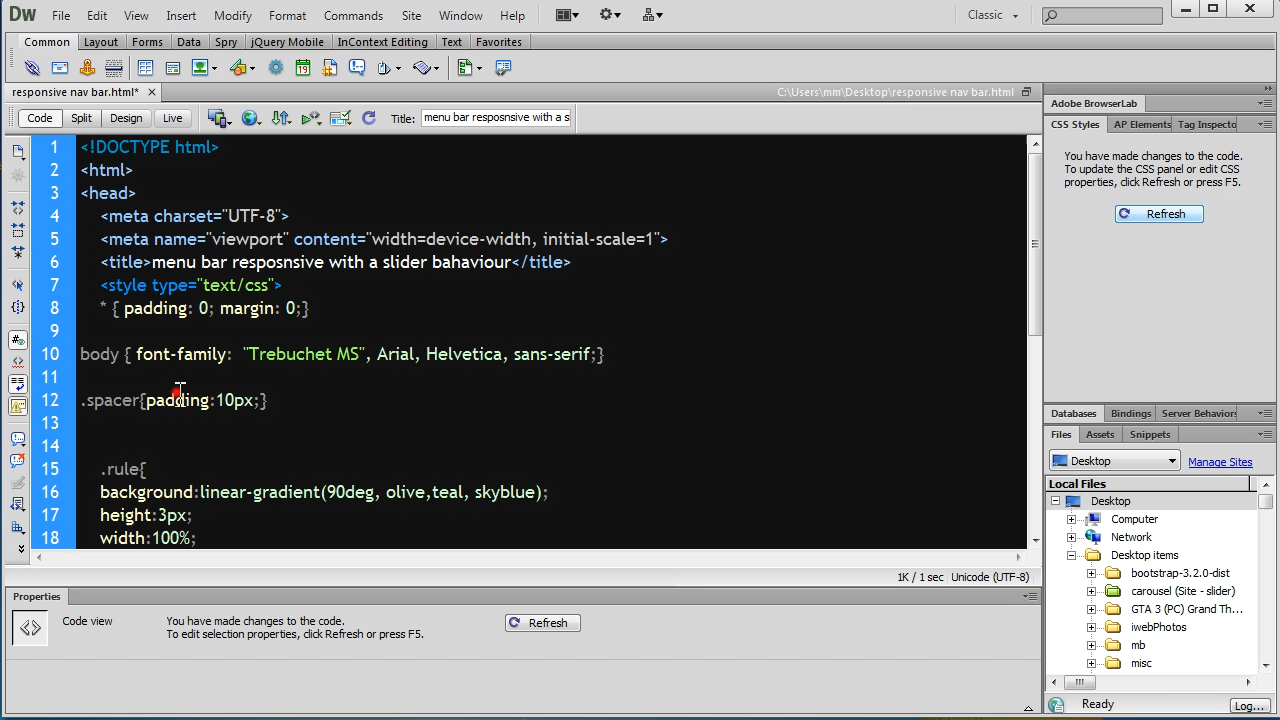 Dw File Edit View Insert Modify Format Commands Site Window Help Classic
Common Layout Forms Data Spry jQuery Mobile InContext Editing Text Favorites
responsive nav bar.html* C:\Users\mm\Desktop\responsive nav bar.html
Code Split Design Live Title: menu bar resposnsive with a s
1 <!DOCTYPE html>
2 <html>
3 <head>
4 <meta charset="UTF-8">
5 <meta name="viewport" content="width=device-width, initial-scale=1">
6 <title>menu bar resposnsive with a slider bahaviour</title>
7 <style type="text/css">
8 * { padding: 0; margin: 0;}
9
10 body { font-family: "Trebuchet MS", Arial, Helvetica, sans-serif;}
11
12 .spacer{padding:10px;}
13
14
15 .rule{
16 background:linear-gradient(90deg, olive,teal, skyblue);
17 height:3px;
18 width:100%;
1K / 1 sec Unicode (UTF-8)
Properties
Code view
You have made changes to the code.
To edit selection properties, click Refresh or press F5.
Refresh
Adobe BrowserLab
CSS Styles AP Elements Tag Inspecto
You have made changes to the code.
To update the CSS panel or edit CSS
properties, click Refresh or press F5.
Refresh
Databases Bindings Server Behaviors
Files Assets Snippets
Desktop Manage Sites
Local Files
Desktop
Computer
Network
Desktop items
bootstrap-3.2.0-dist
carousel (Site - slider)
GTA 3 (PC) Grand Th...
iwebPhotos
mb
misc
Ready Log...